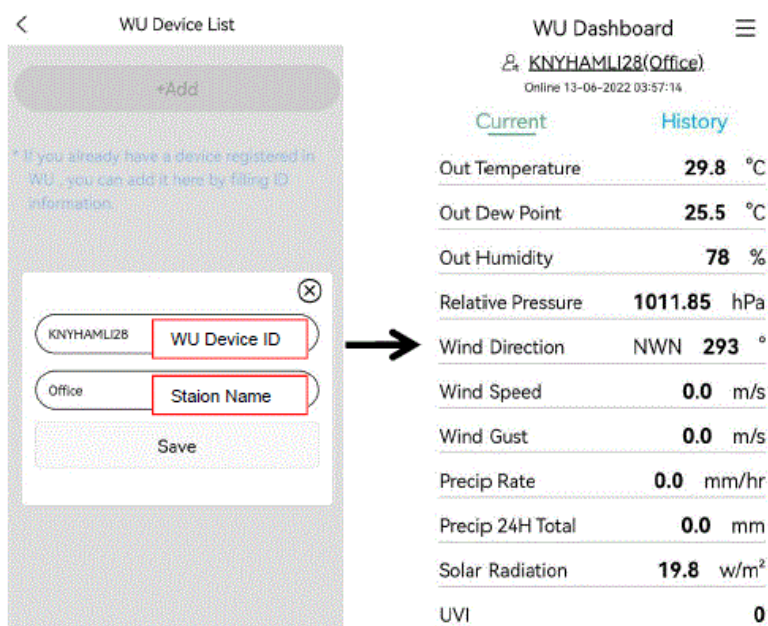 WU Device List
+Add
* If you already have a device registered in
WU , you can add it here by filling ID
information.
KNYHAMLI28 WU Device ID
Office Staion Name
Save
WU Dashboard
KNYHAMLI28(Office)
Online 13-06-2022 03:57:14
Current History
Out Temperature 29.8 °C
Out Dew Point 25.5 °C
Out Humidity 78 %
Relative Pressure 1011.85 hPa
Wind Direction NWN 293 °
Wind Speed 0.0 m/s
Wind Gust 0.0 m/s
Precip Rate 0.0 mm/hr
Precip 24H Total 0.0 mm
Solar Radiation 19.8 w/m²
UVI 0